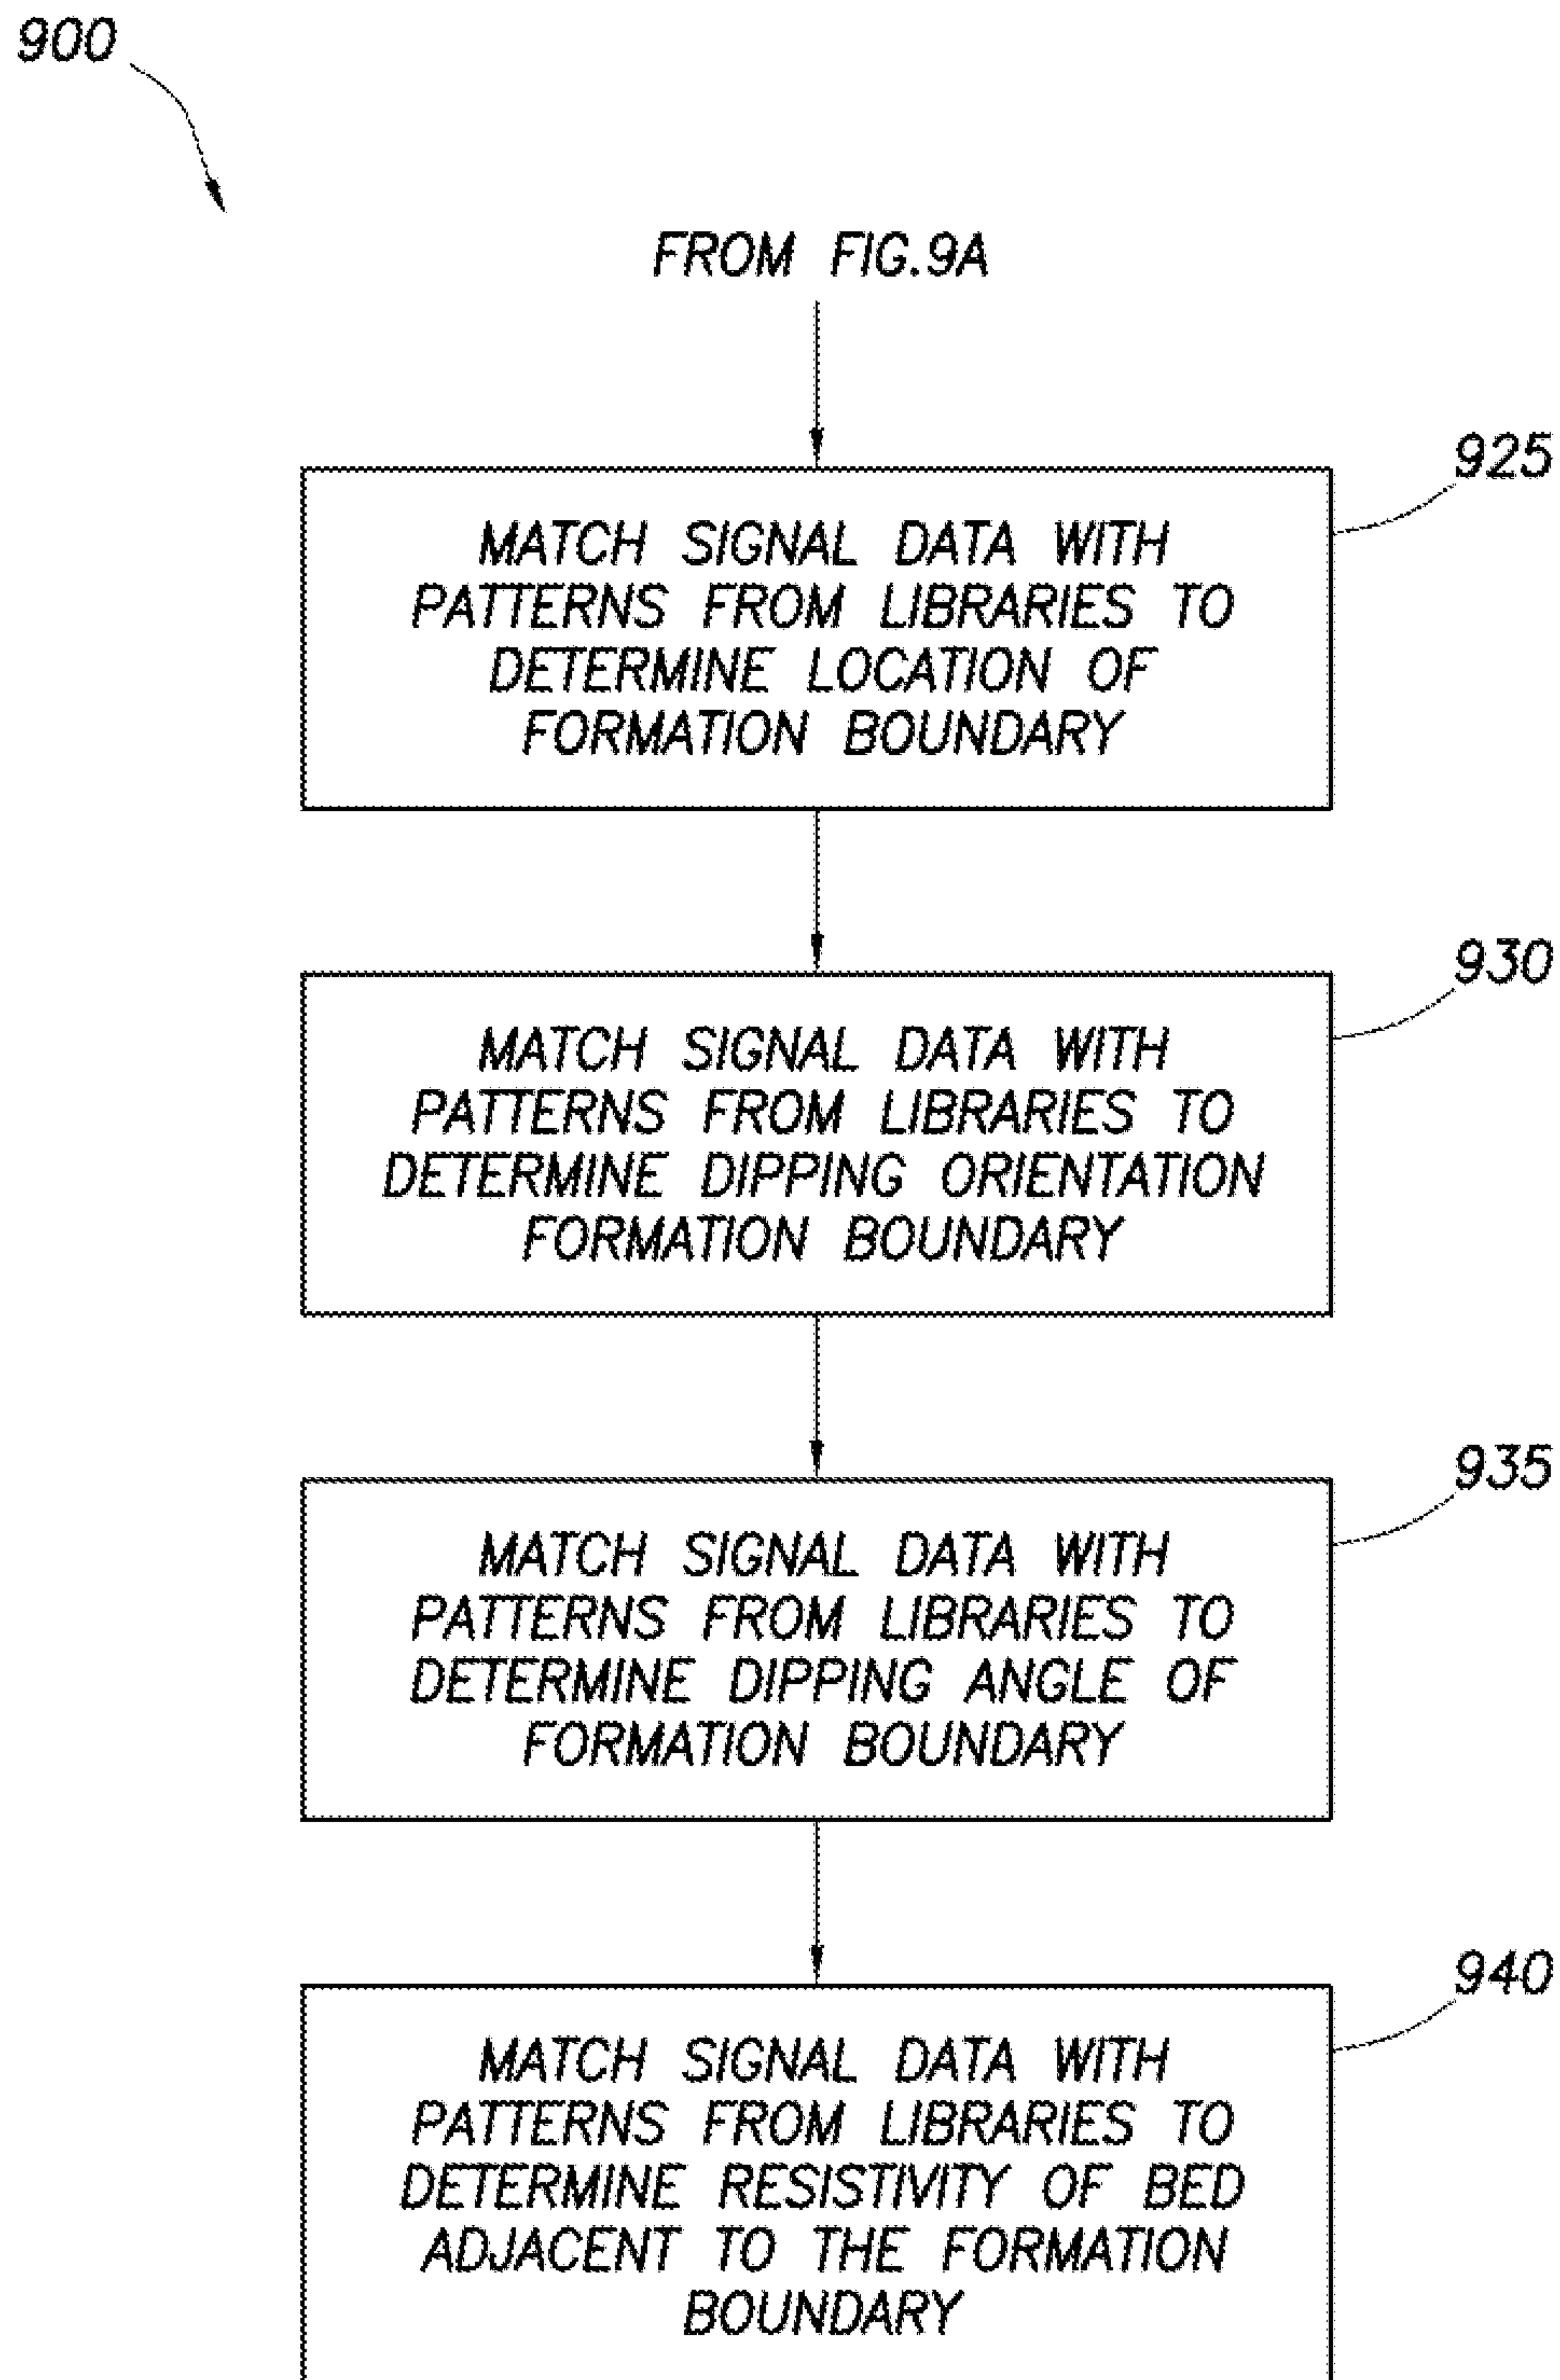 900
FROM FIG.9A
925
MATCH SIGNAL DATA WITH
PATTERNS FROM LIBRARIES TO
DETERMINE LOCATION OF
FORMATION BOUNDARY
930
MATCH SIGNAL DATA WITH
PATTERNS FROM LIBRARIES TO
DETERMINE DIPPING ORIENTATION
FORMATION BOUNDARY
935
MATCH SIGNAL DATA WITH
PATTERNS FROM LIBRARIES TO
DETERMINE DIPPING ANGLE OF
FORMATION BOUNDARY
940
MATCH SIGNAL DATA WITH
PATTERNS FROM LIBRARIES TO
DETERMINE RESISTIVITY OF BED
ADJACENT TO THE FORMATION
BOUNDARY